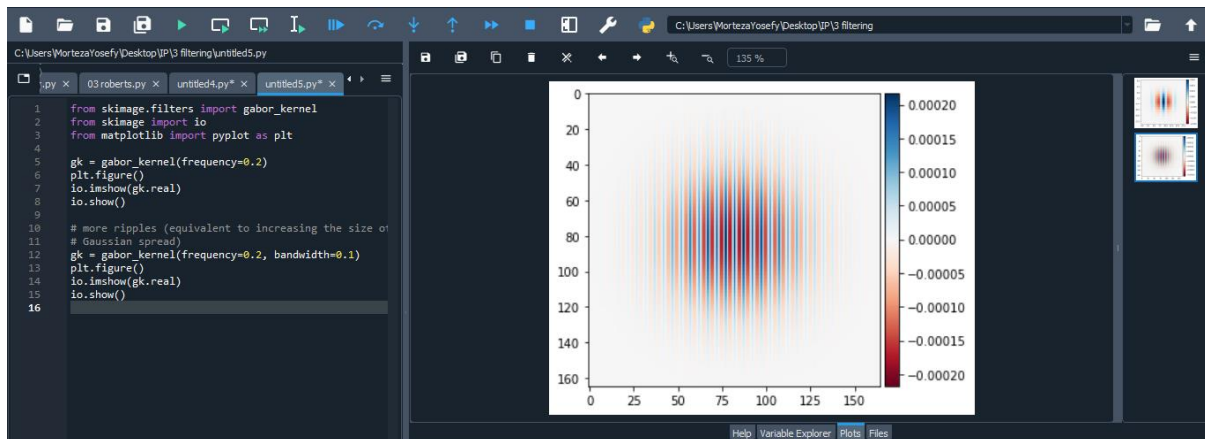 C:\Users\MortezaYosefy\Desktop\IP\3 filtering
C:\Users\MortezaYosefy\Desktop\IP\3 filtering\untitled5.py
.py × 03 roberts.py × untitled4.py* × untitled5.py* ×
1 from skimage.filters import gabor_kernel
2 from skimage import io
3 from matplotlib import pyplot as plt
4
5 gk = gabor_kernel(frequency=0.2)
6 plt.figure()
7 io.imshow(gk.real)
8 io.show()
9
10 # more ripples (equivalent to increasing the size of
11 # Gaussian spread)
12 gk = gabor_kernel(frequency=0.2, bandwidth=0.1)
13 plt.figure()
14 io.imshow(gk.real)
15 io.show()
16
135 %
0
20
40
60
80
100
120
140
160
0 25 50 75 100 125 150
0.00020
0.00015
0.00010
0.00005
0.00000
−0.00005
−0.00010
−0.00015
−0.00020
Help Variable Explorer Plots Files